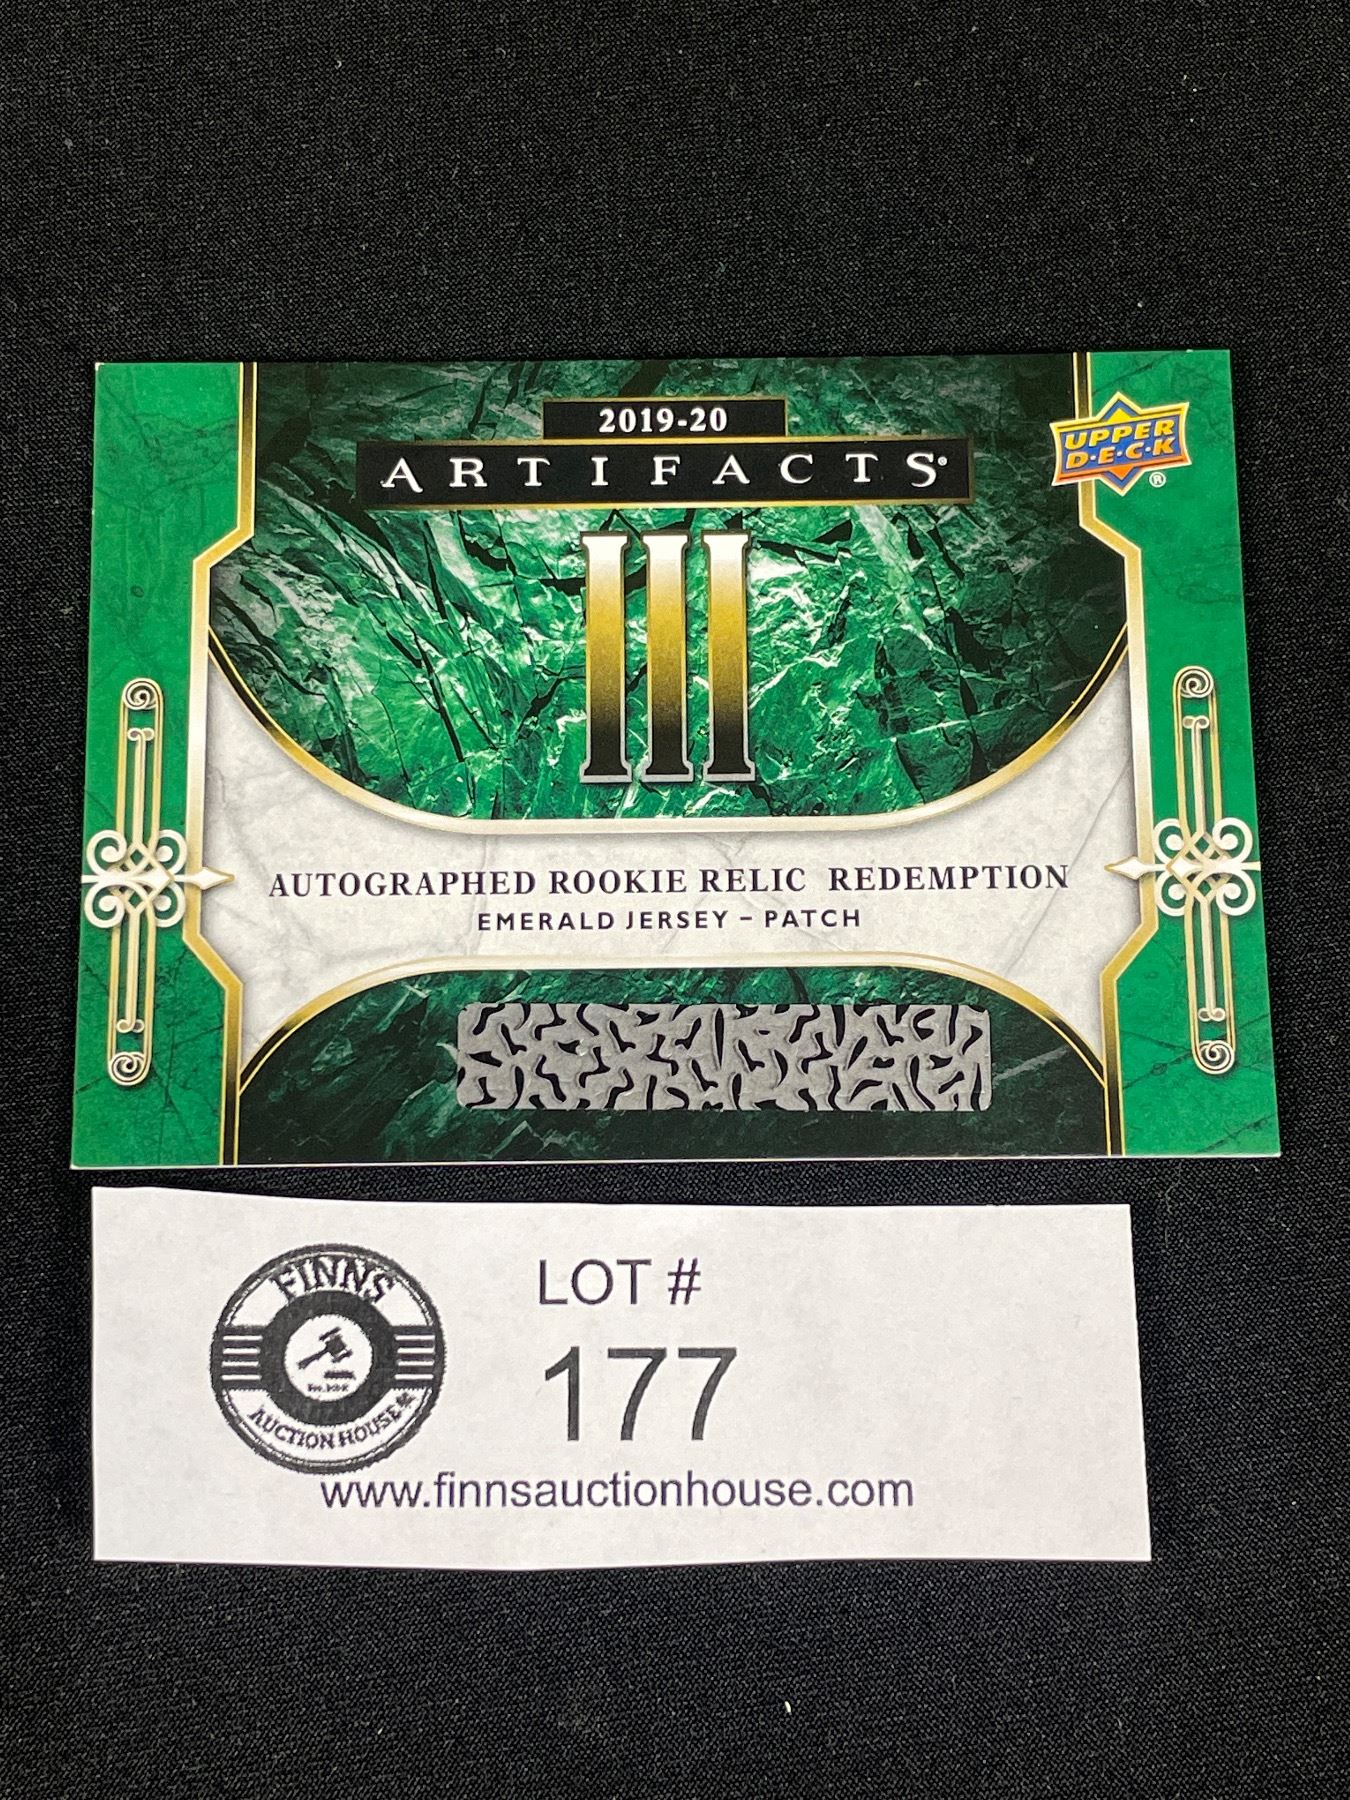 2019-20
ARTIFACTS®
UPPER
D·E·C·K
®
III
AUTOGRAPHED ROOKIE RELIC REDEMPTION
EMERALD JERSEY – PATCH
FINNS
AUCTION HOUSE
LOT #
177
www.finnsauctionhouse.com